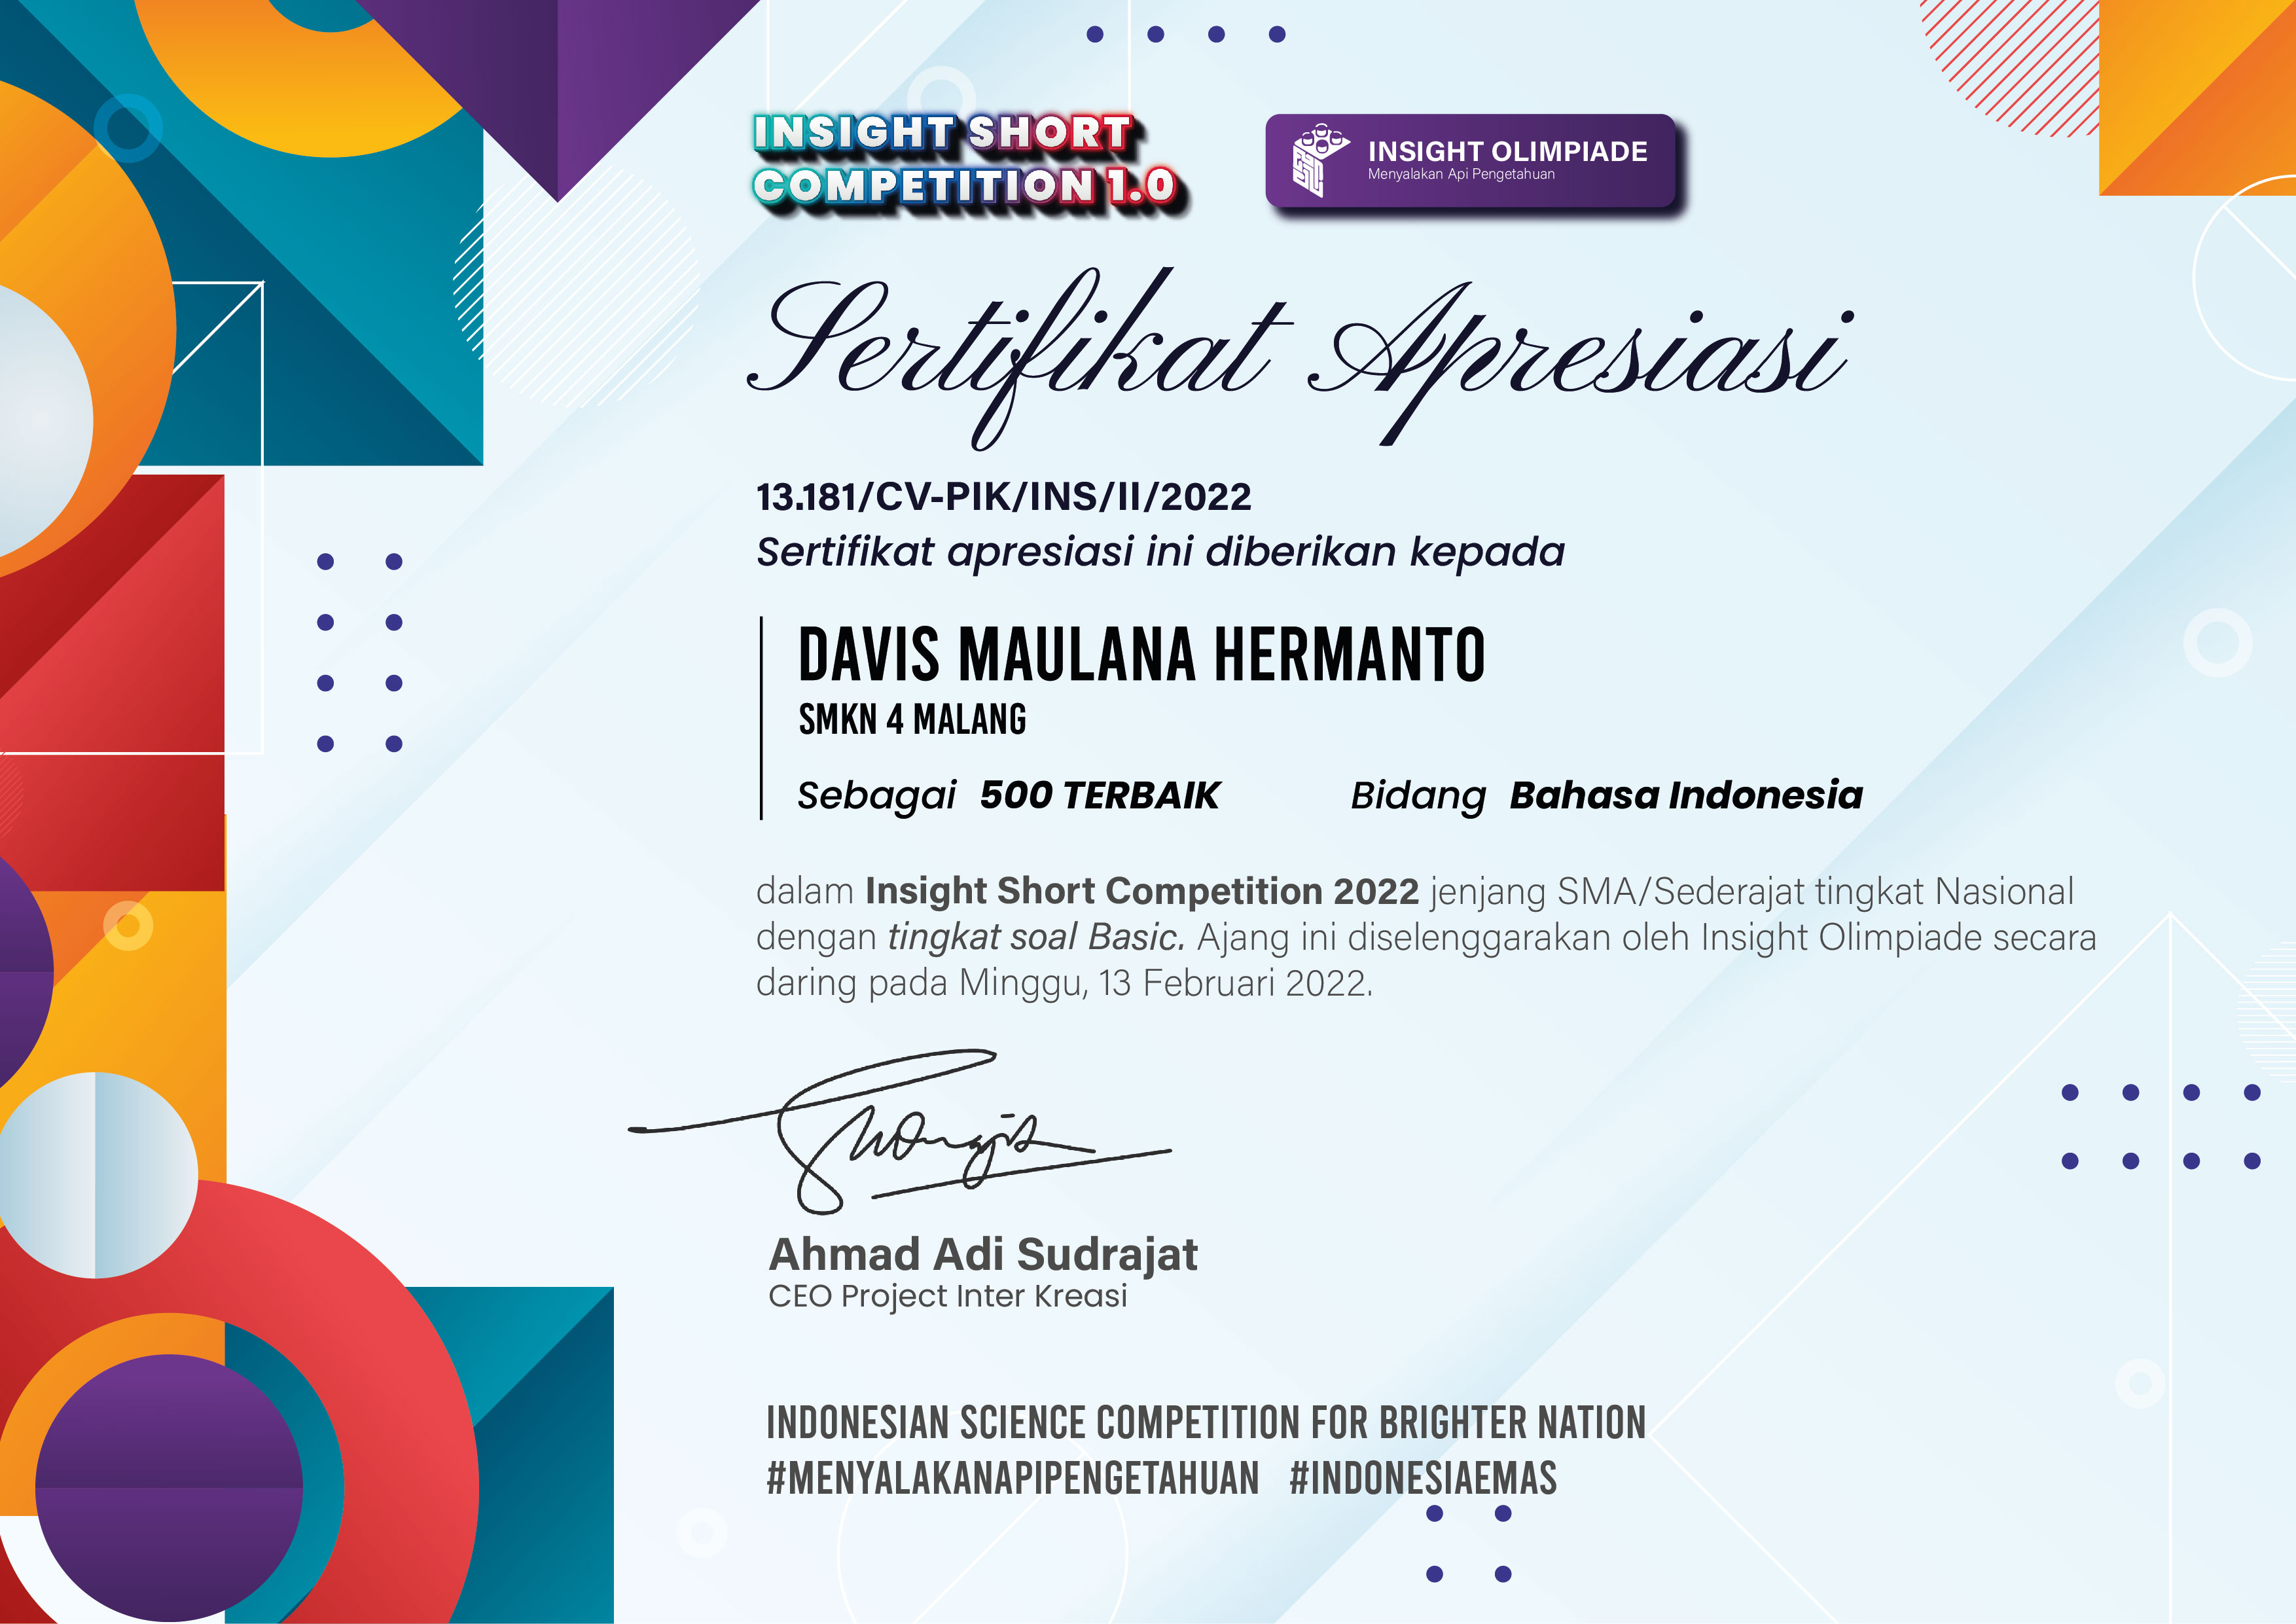 INSIGHT SHORT
COMPETITION 1.0
INSIGHT OLIMPIADE
Menyalakan Api Pengetahuan
Sertifikat Apresiasi
13.181/CV-PIK/INS/II/2022
Sertifikat apresiasi ini diberikan kepada
DAVIS MAULANA HERMANTO
SMKN 4 MALANG
Sebagai 500 TERBAIK Bidang Bahasa Indonesia
dalam Insight Short Competition 2022 jenjang SMA/Sederajat tingkat Nasional
dengan tingkat soal Basic. Ajang ini diselenggarakan oleh Insight Olimpiade secara
daring pada Minggu, 13 Februari 2022.
Ahmad Adi Sudrajat
CEO Project Inter Kreasi
INDONESIAN SCIENCE COMPETITION FOR BRIGHTER NATION
#MENYALAKANAPIPENGETAHUAN #INDONESIAEMAS